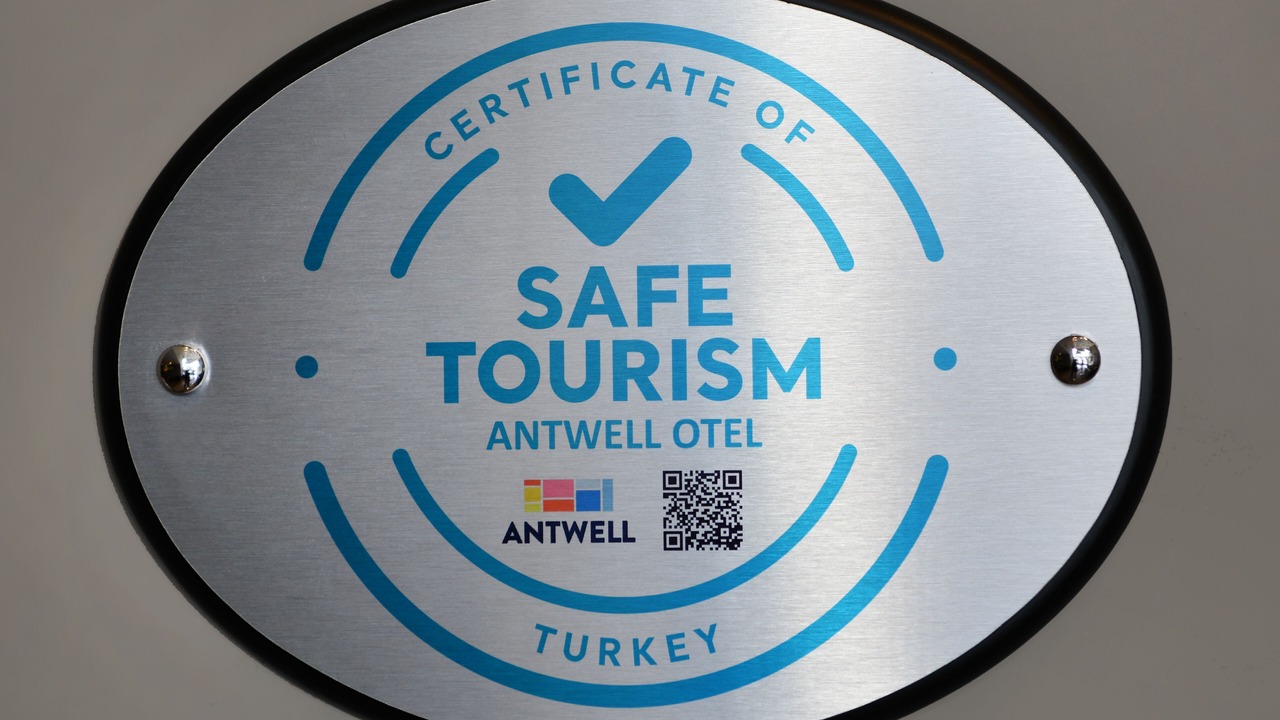 CERTIFICATE OF
SAFE
TOURISM
ANTWELL OTEL
ANTWELL
TURKEY